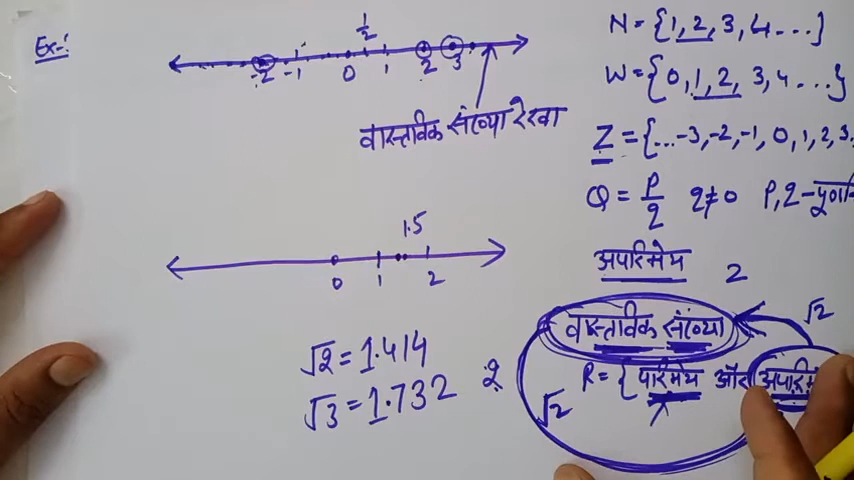 Ex-:
1/2
-2 -1 0 1 2 3
वास्तविक संख्या रेखा
1.5
0 1 2
√2 = 1.414
√3 = 1.732
2
N = {1, 2, 3, 4 ....}
W = {0, 1, 2, 3, 4 ....}
Z = {...-3, -2, -1, 0, 1, 2, 3.
Q = P/q q≠0 P, q -
अपरिमेय 2
वास्तविक संख्या √2
R = { परिमेय और
√2